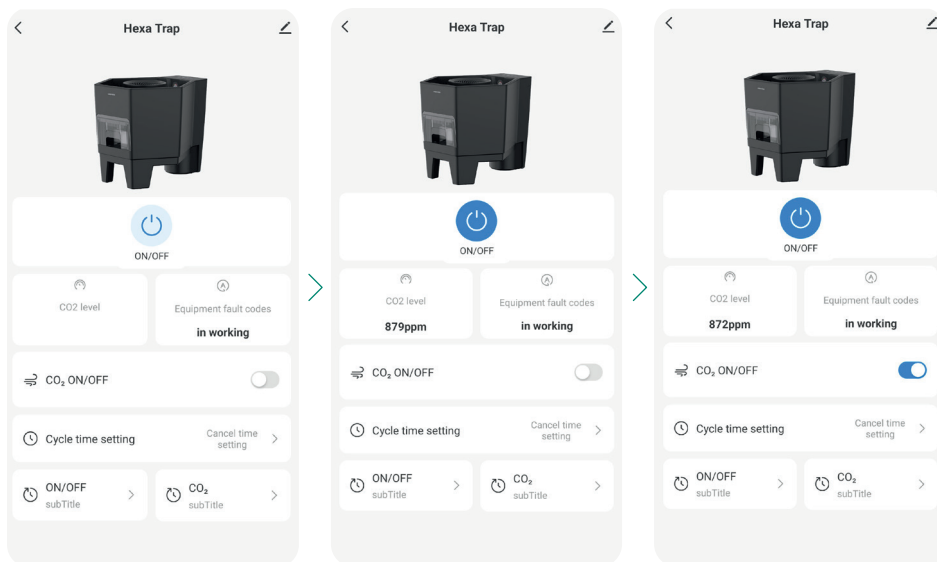 Hexa Trap
ON/OFF
CO2 level
Equipment fault codes
in working
CO₂ ON/OFF
Cycle time setting
Cancel time
setting
ON/OFF
subTitle
CO₂
subTitle
Hexa Trap
ON/OFF
CO2 level
879ppm
Equipment fault codes
in working
CO₂ ON/OFF
Cycle time setting
Cancel time
setting
ON/OFF
subTitle
CO₂
subTitle
Hexa Trap
ON/OFF
CO2 level
872ppm
Equipment fault codes
in working
CO₂ ON/OFF
Cycle time setting
Cancel time
setting
ON/OFF
subTitle
CO₂
subTitle